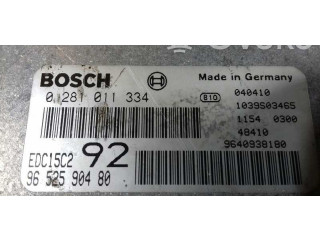 BOSCH
Made in Germany
0 281 011 334
B10
040410
1039S03465
1154 0300
48410
EDC15C2 92
9640938180
96 525 904 80